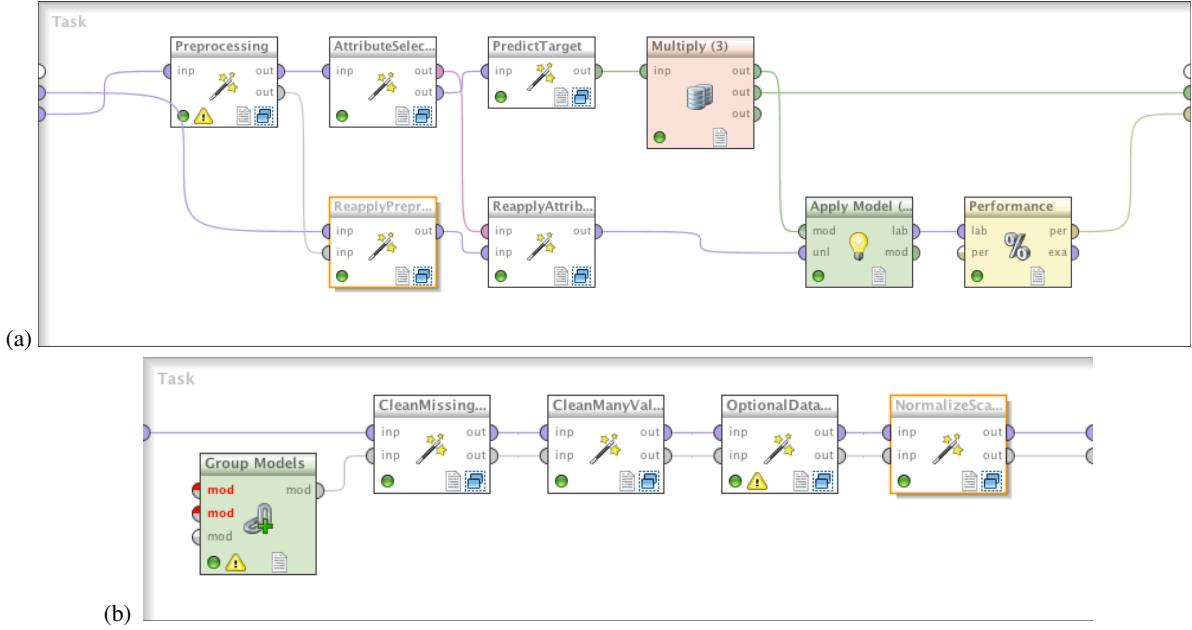 Task
Preprocessing AttributeSelec... PredictTarget Multiply (3)
inp out inp out inp out inp out
out out out
out
ReapplyPrepr... ReapplyAttrib... Apply Model (... Performance
inp out inp out mod lab lab per
inp inp unl mod per exa
%
(a)
Task
CleanMissing... CleanManyVal... OptionalData... NormalizeSca...
inp out inp out inp out inp out
inp out inp out inp out inp out
Group Models
mod mod
mod
mod
(b)